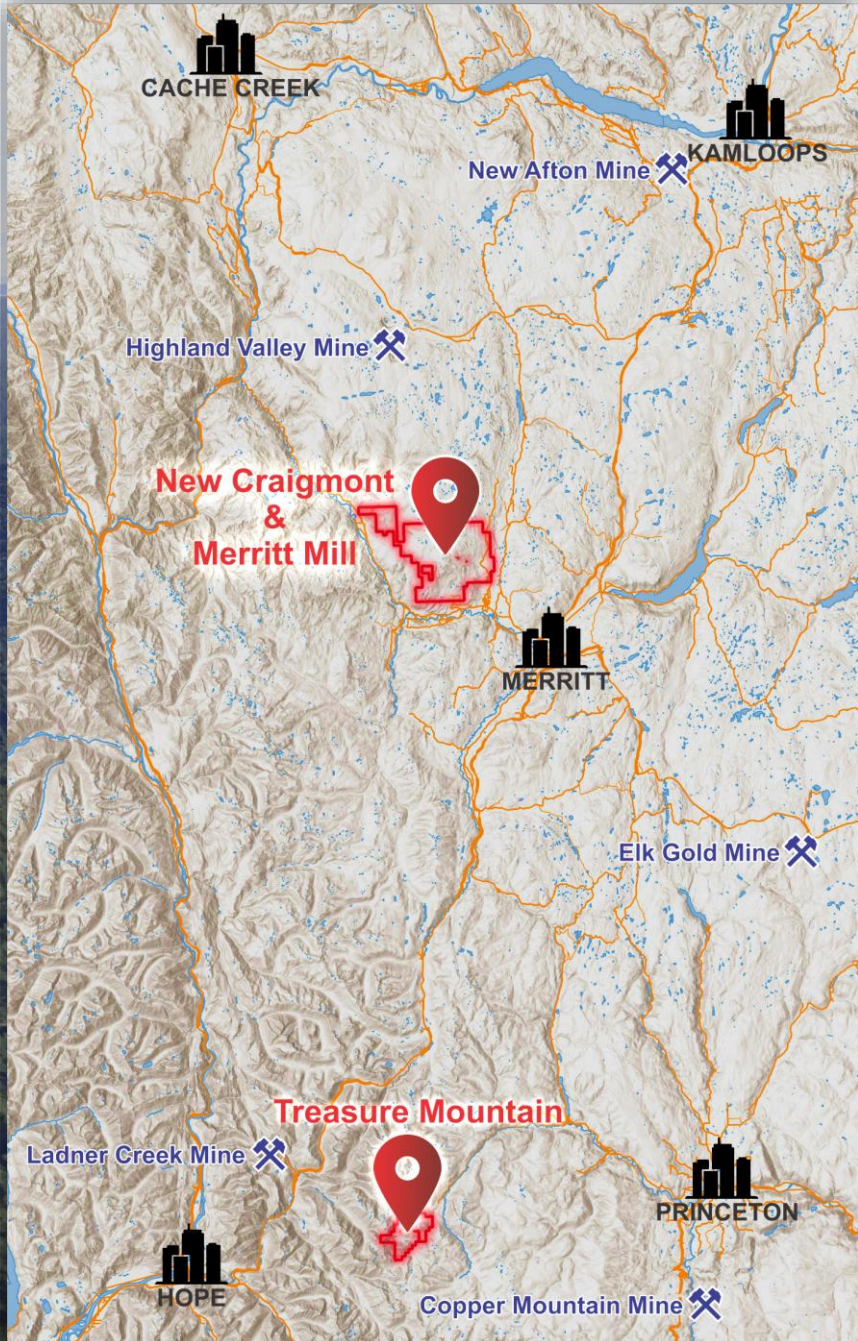 CACHE CREEK
KAMLOOPS
New Afton Mine
Highland Valley Mine
New Craigmont
&
Merritt Mill
MERRITT
Elk Gold Mine
Treasure Mountain
Ladner Creek Mine
PRINCETON
HOPE
Copper Mountain Mine